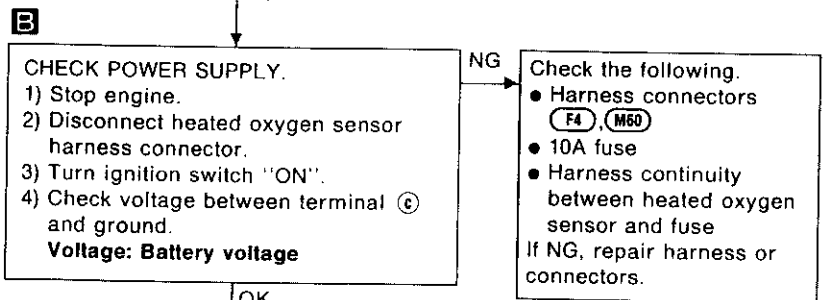 B
CHECK POWER SUPPLY.
1) Stop engine.
2) Disconnect heated oxygen sensor
harness connector.
3) Turn ignition switch "ON".
4) Check voltage between terminal ⓒ
and ground.
Voltage: Battery voltage
OK
NG
Check the following.
● Harness connectors
F4, M60
● 10A fuse
● Harness continuity
between heated oxygen
sensor and fuse
If NG, repair harness or
connectors.